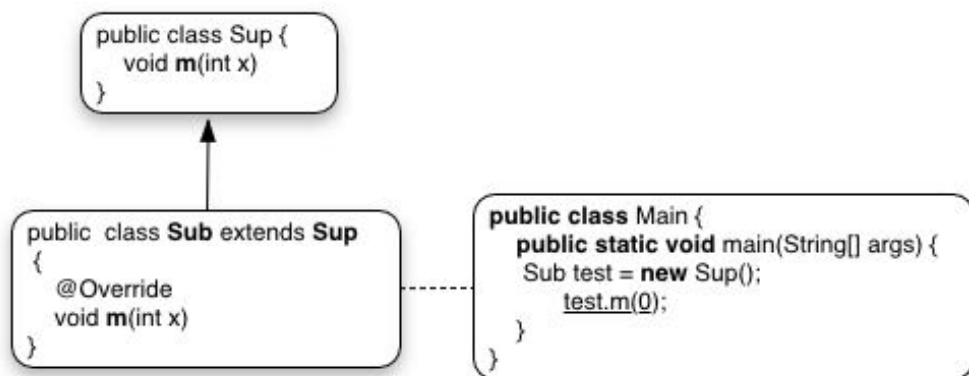 public class Sup {
void m(int x)
}
public class Sub extends Sup
{
@Override
void m(int x)
}
public class Main {
public static void main(String[] args) {
Sub test = new Sup();
test.m(0);
}
}